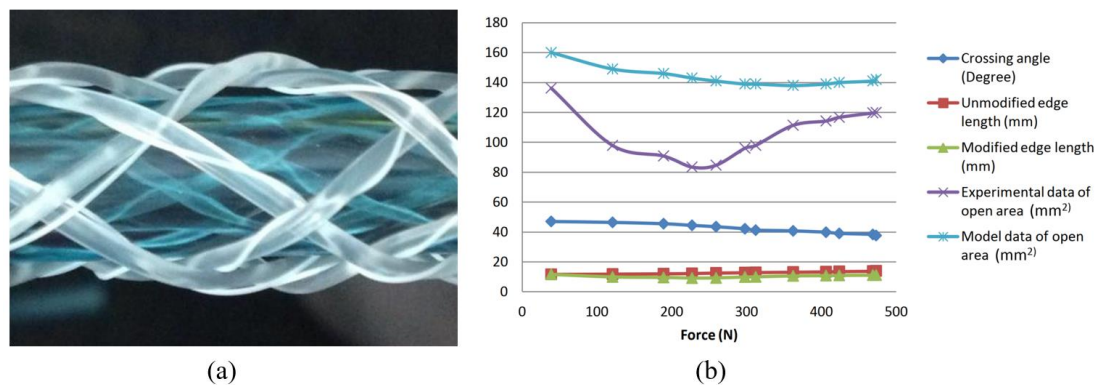 180
160
140
120
100
80
60
40
20
0
0 100 200 300 400 500
Force (N)
Crossing angle
(Degree)
Unmodified edge
length (mm)
Modified edge length
(mm)
Experimental data of
open area (mm²)
Model data of open
area (mm²)
(a) (b)